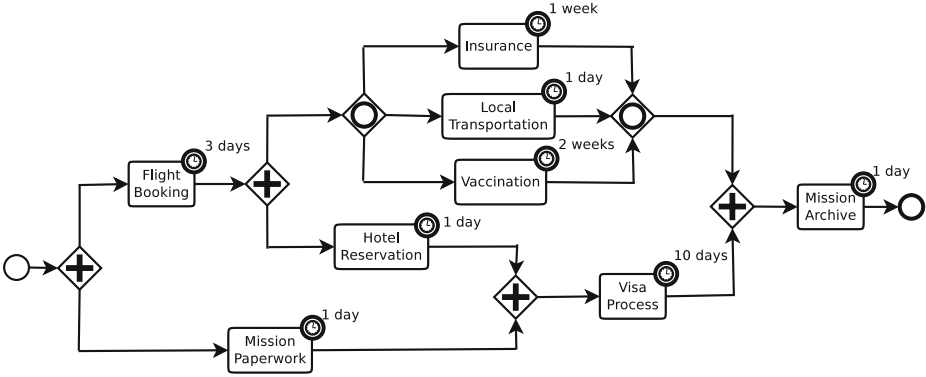 1 week
Insurance
1 day
Local
Transportation
3 days
Flight
Booking
2 weeks
Vaccination
1 day
Mission
Archive
1 day
Hotel
Reservation
10 days
Visa
Process
1 day
Mission
Paperwork